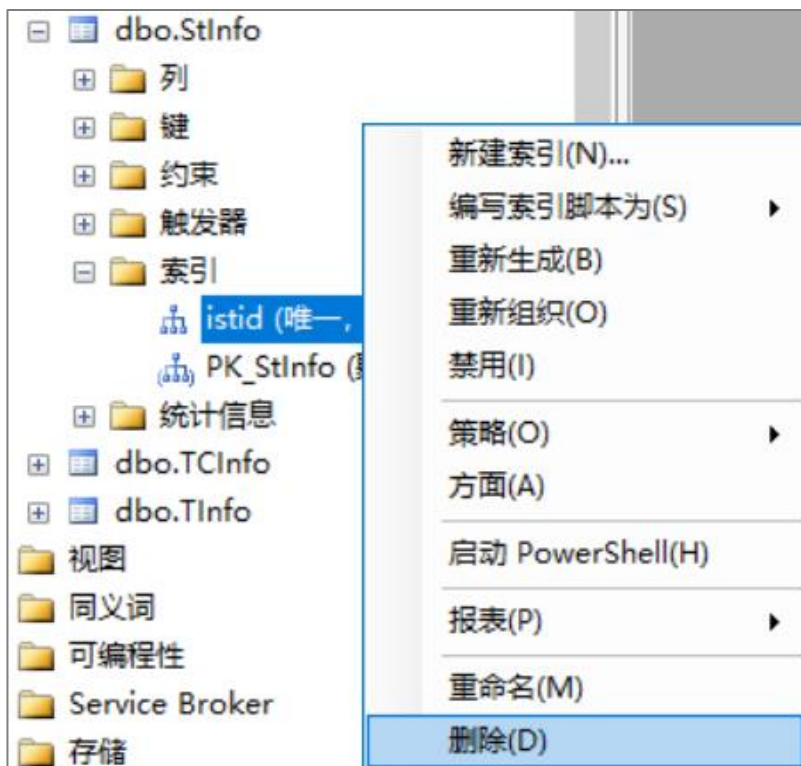 dbo.StInfo
列
键
约束
触发器
索引
istid (唯一,
PK_StInfo (
统计信息
dbo.TCInfo
dbo.TInfo
视图
同义词
可编程性
Service Broker
存储
新建索引(N)...
编写索引脚本为(S)
重新生成(B)
重新组织(O)
禁用(I)
策略(O)
方面(A)
启动 PowerShell(H)
报表(P)
重命名(M)
删除(D)